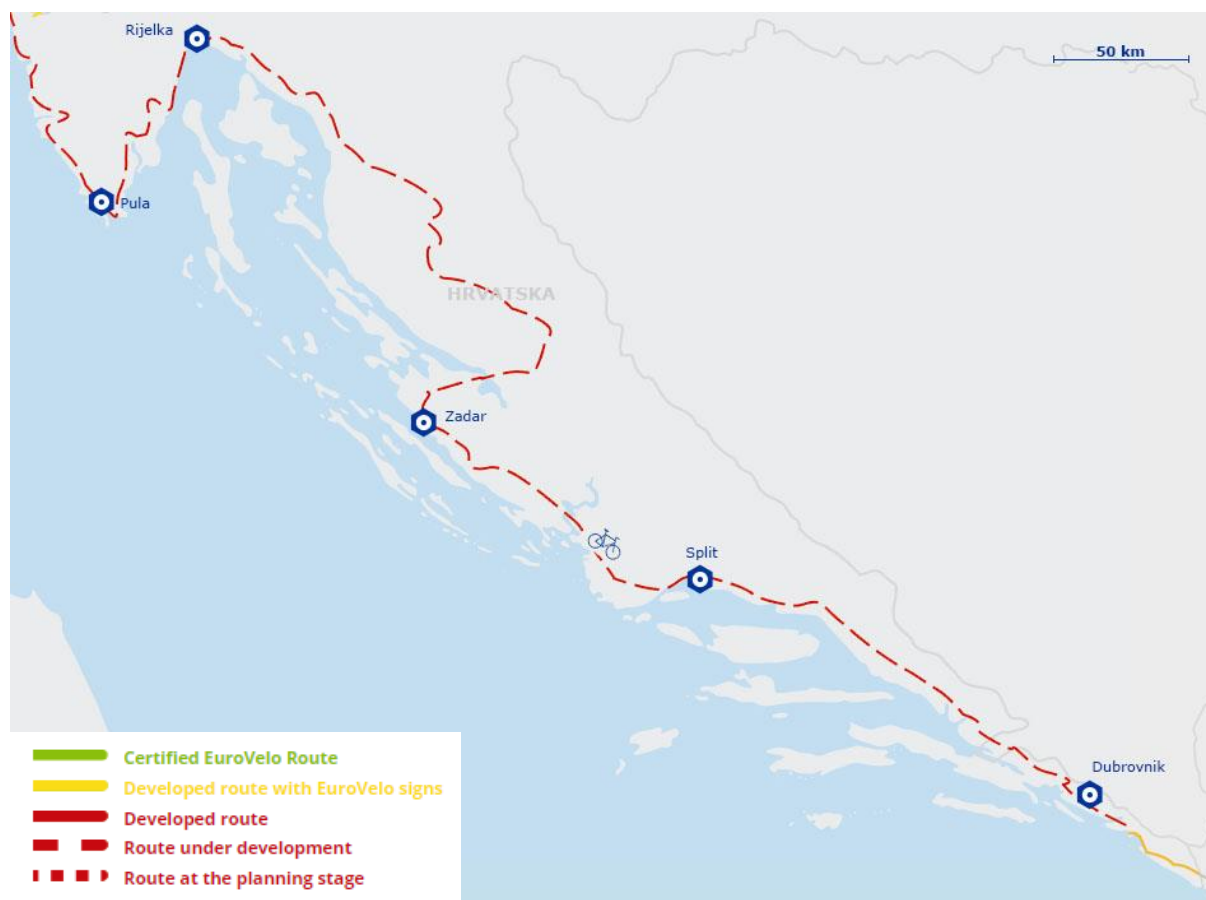 Rijelka
50 km
Pula
HRVATSKA
Zadar
Split
Dubrovnik
Certified EuroVelo Route
Developed route with EuroVelo signs
Developed route
Route under development
Route at the planning stage